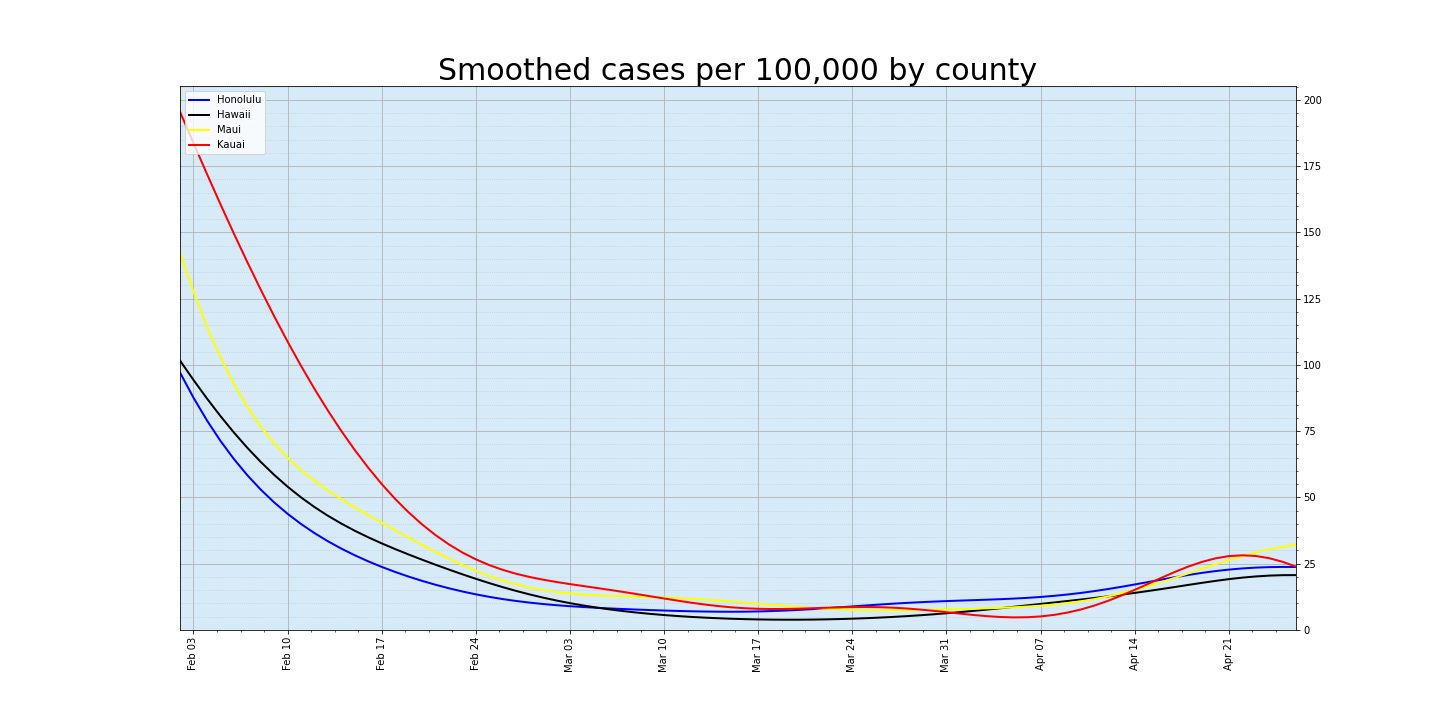 Smoothed cases per 100,000 by county
Honolulu
Hawaii
Maui
Kauai
200
175
150
125
100
75
50
25
0
Feb 03
Feb 10
Feb 17
Feb 24
Mar 03
Mar 10
Mar 17
Mar 24
Mar 31
Apr 07
Apr 14
Apr 21